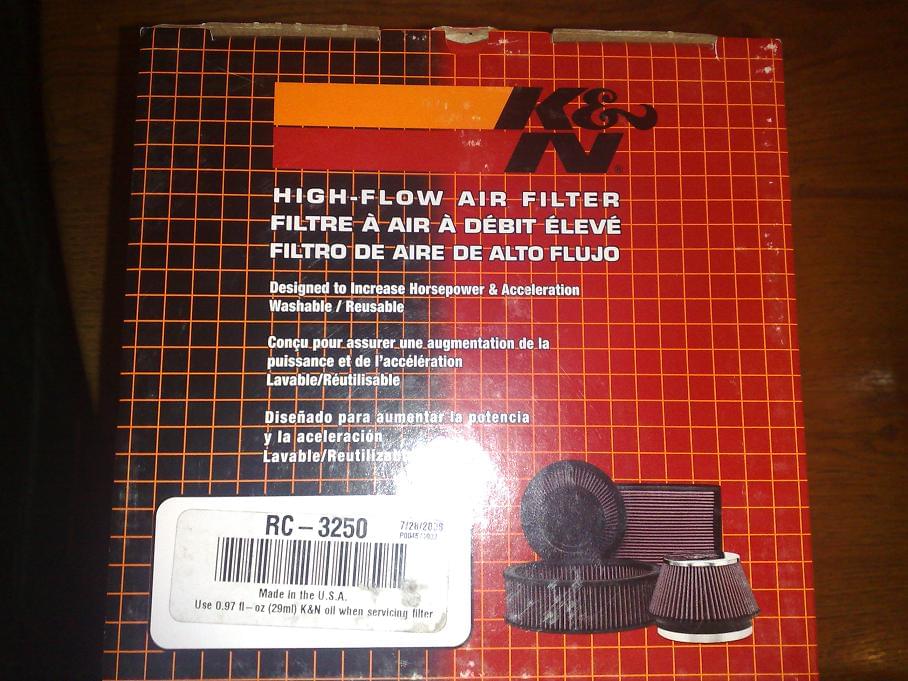 K&N®
HIGH-FLOW AIR FILTER
FILTRE À AIR À DÉBIT ÉLEVÉ
FILTRO DE AIRE DE ALTO FLUJO
Designed to Increase Horsepower & Acceleration
Washable / Reusable
Conçu pour assurer une augmentation de la
puissance et de l'accélération
Lavable/Réutilisable
Diseñado para aumentar la potencia
y la aceleración
RC-3250
Made in the U.S.A.
Use 0.97 fl-oz (29ml) K&N oil when servicing filter